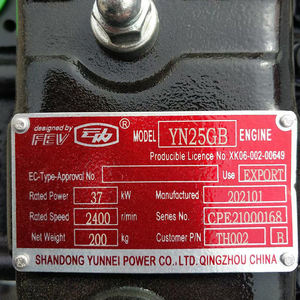 designed by
FEV ® MODEL YN25GB ENGINE
Producible Licence No. XK06-002-00649
EC-Type-Approval No. Use EXPORT
Rated Power 37 kW Manufactured 202101
Rated Speed 2400 r/min Series No. CPE21000168
Net Weight 200 kg Customer P/N TH002 B
SHANDONG YUNNEI POWER CO.,LTD. QINGZHOU CHINA